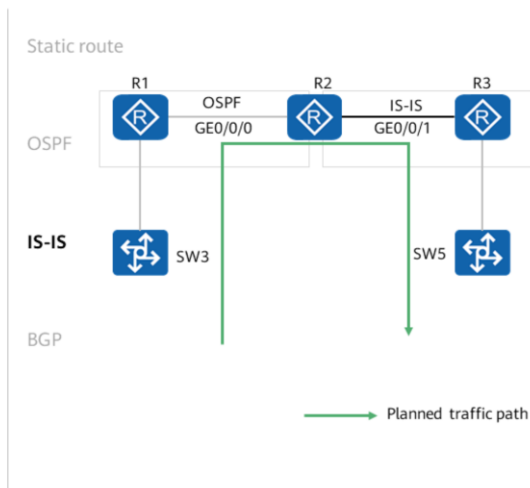 Static route
R1
R2
R3
OSPF
IS-IS
GE0/0/0
GE0/0/1
R
R
R
OSPF
IS-IS
SW3
SW5
BGP
Planned traffic path